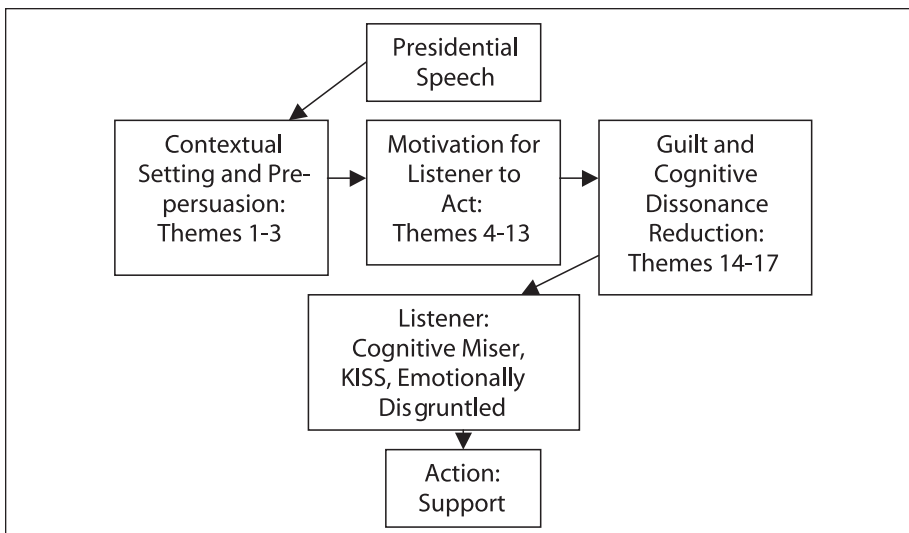 Presidential
Speech
Contextual
Setting and Pre-
persuasion:
Themes 1-3
Motivation for
Listener to
Act:
Themes 4-13
Guilt and
Cognitive
Dissonance
Reduction:
Themes 14-17
Listener:
Cognitive Miser,
KISS, Emotionally
Disgruntled
Action:
Support